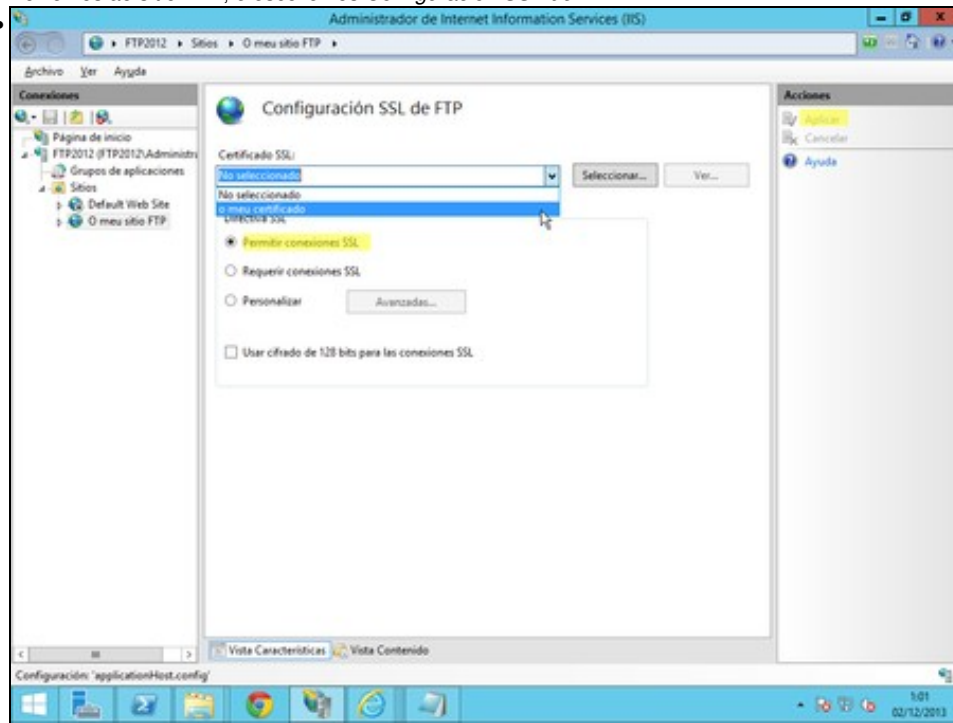 Administrador de Internet Information Services (IIS)
FTP2012 Sitios O meu sitio FTP
Archivo Ver Ayuda
Conexiones
Página de inicio
FTP2012 (FTP2012\Administr
Grupos de aplicaciones
Sitios
Default Web Site
O meu sitio FTP
Configuración SSL de FTP
Certificado SSL:
No seleccionado
Seleccionar... Ver...
No seleccionado
o meu certificado
Directiva SSL
Permitir conexiones SSL
Requerir conexiones SSL
Personalizar Avanzadas...
Usar cifrado de 128 bits para las conexiones SSL
Vista Características Vista Contenido
Acciones
Aplicar
Cancelar
Ayuda
Configuración: 'applicationHost.config'
1:01
02/12/2013